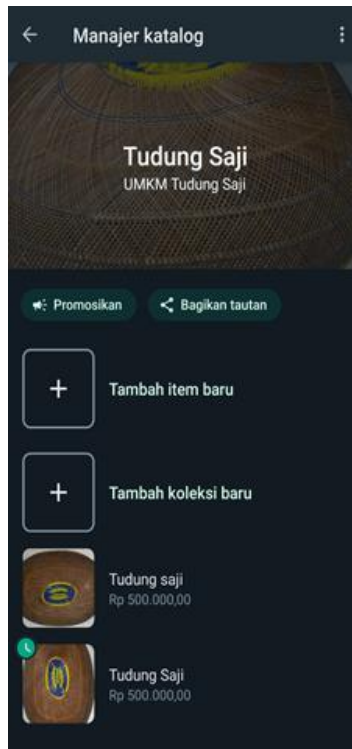 Manajer katalog
Tudung Saji
UMKM Tudung Saji
Promosikan
Bagikan tautan
Tambah item baru
Tambah koleksi baru
Tudung saji
Rp 500.000,00
Tudung Saji
Rp 500.000,00